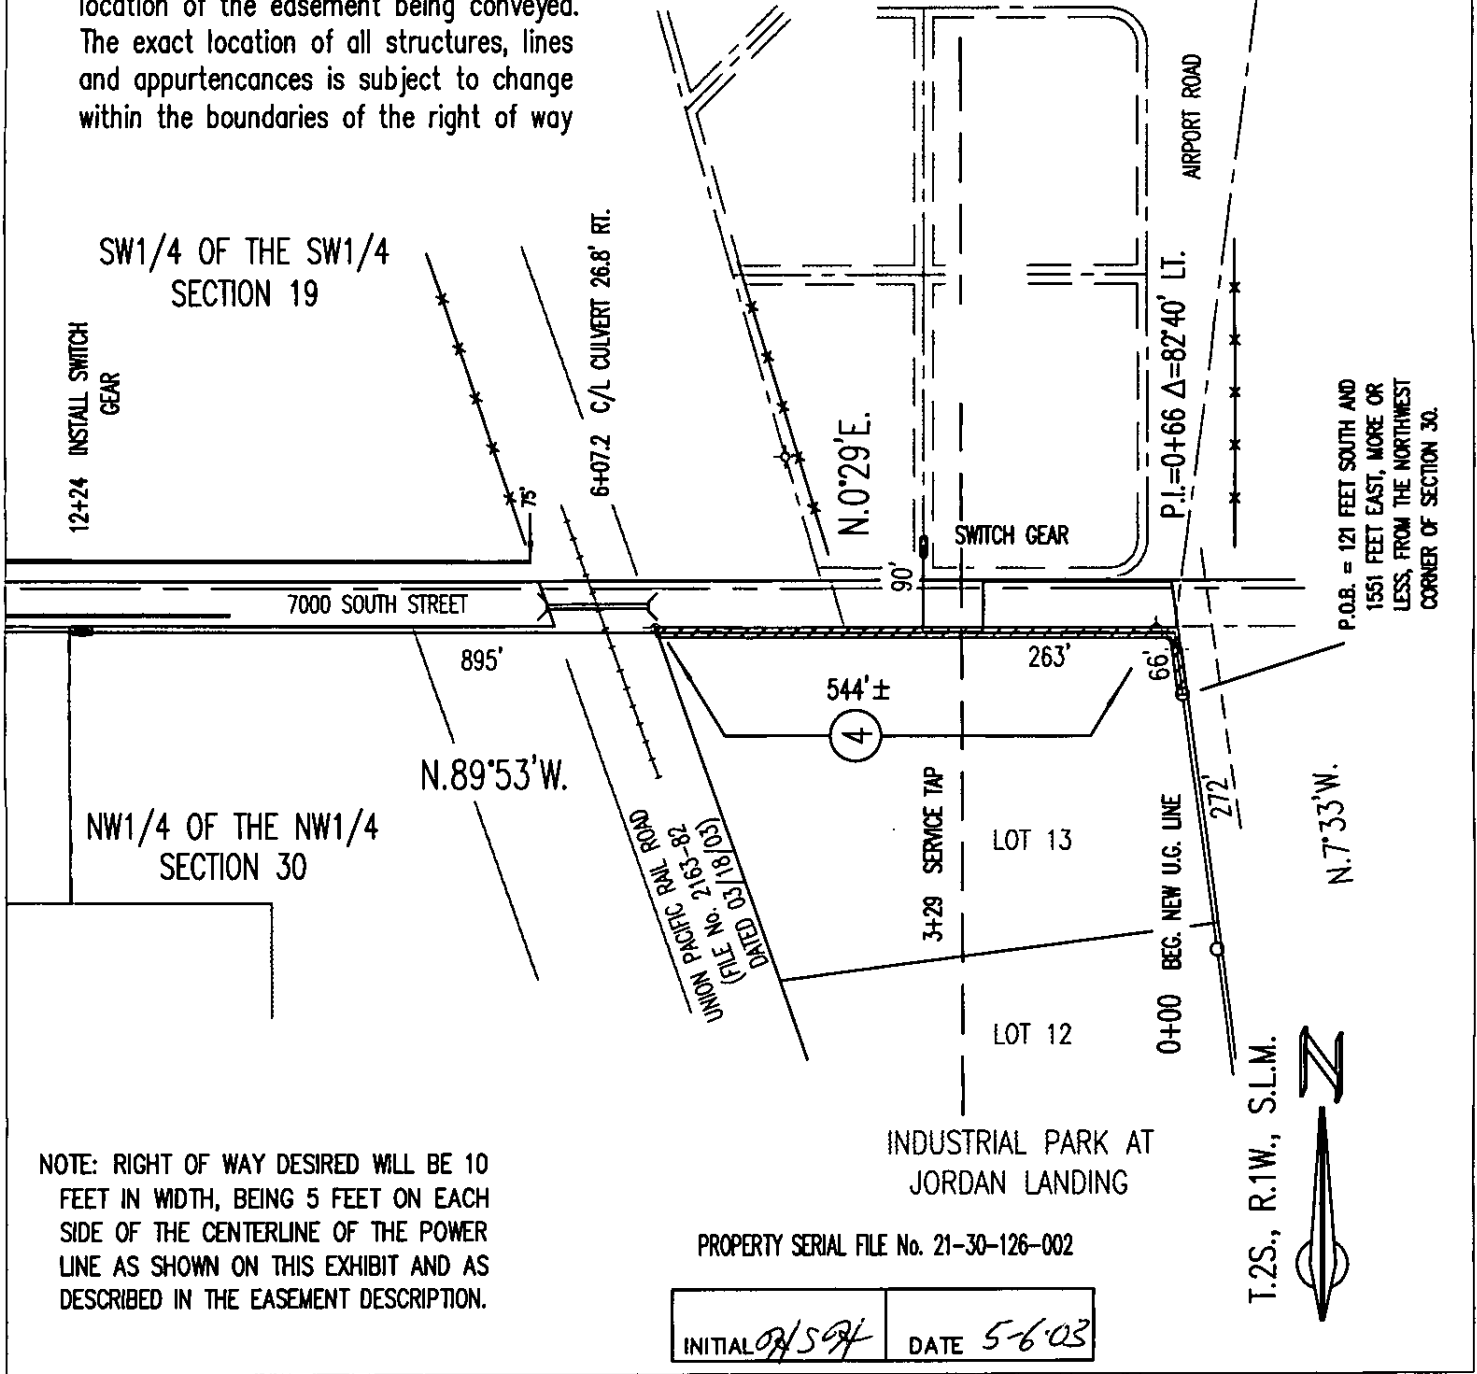 location of the easement being conveyed.
The exact location of all structures, lines
and appurtencances is subject to change
within the boundaries of the right of way
AIRPORT ROAD
SW1/4 OF THE SW1/4
SECTION 19
12+24 INSTALL SWITCH
GEAR
75'
6+07.2 C/L CULVERT 26.8' RT.
N.0°29'E.
P.I.=0+66 Δ=82°40' LT.
SWITCH GEAR
90'
P.O.B. = 121 FEET SOUTH AND
1551 FEET EAST, MORE OR
LESS, FROM THE NORTHWEST
CORNER OF SECTION 30.
7000 SOUTH STREET
895'
263'
66'
544'±
4
N.89°53'W.
NW1/4 OF THE NW1/4
SECTION 30
UNION PACIFIC RAIL ROAD
(FILE No. 2163-82
DATED 03/18/03)
3+29 SERVICE TAP
LOT 13
272'
N.7°33'W.
0+00 BEG. NEW U.G. LINE
LOT 12
T.2S., R.1W., S.L.M.
N
INDUSTRIAL PARK AT
JORDAN LANDING
NOTE: RIGHT OF WAY DESIRED WILL BE 10
FEET IN WIDTH, BEING 5 FEET ON EACH
SIDE OF THE CENTERLINE OF THE POWER
LINE AS SHOWN ON THIS EXHIBIT AND AS
DESCRIBED IN THE EASEMENT DESCRIPTION.
PROPERTY SERIAL FILE No. 21-30-126-002
INITIAL
DATE 5-6-03